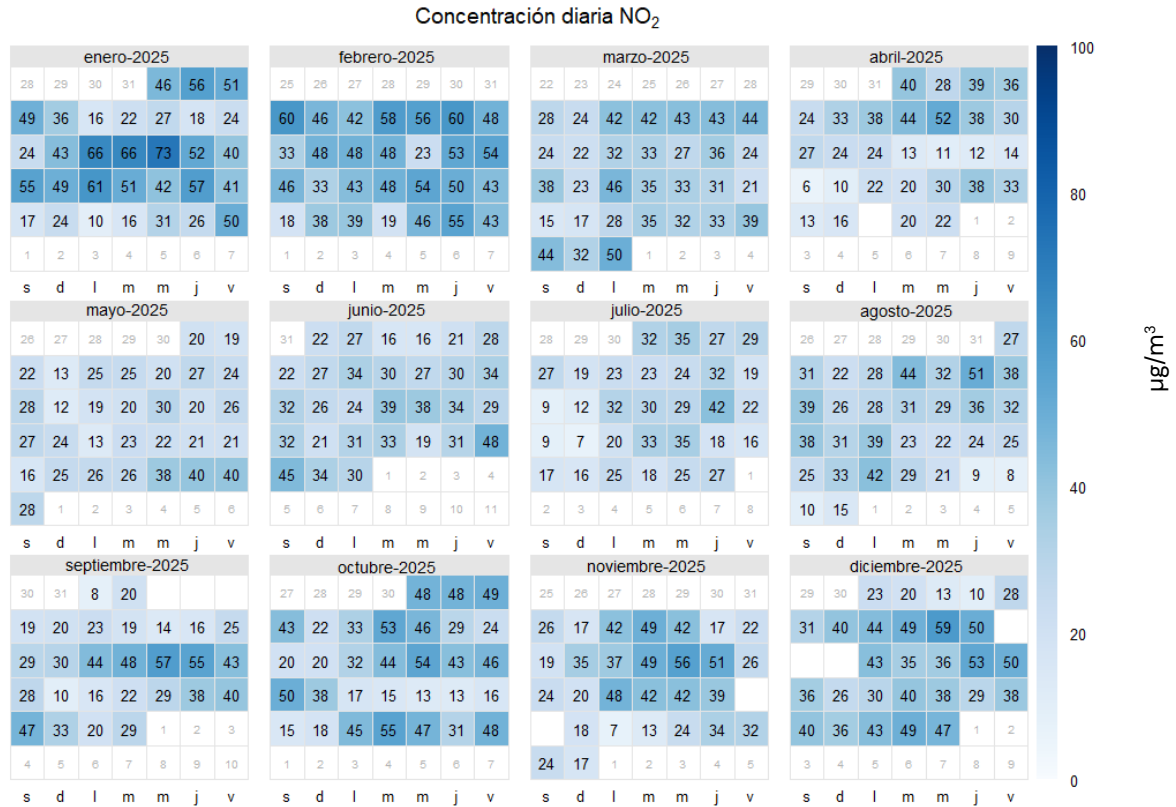 Concentración diaria NO₂
enero-2025 febrero-2025 marzo-2025 abril-2025
28 29 30 31 46 56 51 25 26 27 28 29 30 31 22 23 24 25 26 27 28 29 30 31 40 28 39 36
49 36 16 22 27 18 24 60 46 42 58 56 60 48 28 24 42 42 43 43 44 24 33 38 44 52 38 30
24 43 66 66 73 52 40 33 48 48 48 23 53 54 24 22 32 33 27 36 24 27 24 24 13 11 12 14
55 49 61 51 42 57 41 46 33 43 48 54 50 43 38 23 46 35 33 31 21 6 10 22 20 30 38 33
17 24 10 16 31 26 50 18 38 39 19 46 55 43 15 17 28 35 32 33 39 13 16 20 22 1 2
1 2 3 4 5 6 7 1 2 3 4 5 6 7 44 32 50 1 2 3 4 3 4 5 6 7 8 9
s d l m m j v s d l m m j v s d l m m j v s d l m m j v
mayo-2025 junio-2025 julio-2025 agosto-2025
26 27 28 29 30 20 19 31 22 27 16 16 21 28 28 29 30 32 35 27 29 26 27 28 29 30 31 27
22 13 25 25 20 27 24 22 27 34 30 27 30 34 27 19 23 23 24 32 19 31 22 28 44 32 51 38
28 12 19 20 30 20 26 32 26 24 39 38 34 29 9 12 32 30 29 42 22 39 26 28 31 29 36 32
27 24 13 23 22 21 21 32 21 31 33 19 31 48 9 7 20 33 35 18 16 38 31 39 23 22 24 25
16 25 26 26 38 40 40 45 34 30 1 2 3 4 17 16 25 18 25 27 1 25 33 42 29 21 9 8
28 1 2 3 4 5 6 5 6 7 8 9 10 11 2 3 4 5 6 7 8 10 15 1 2 3 4 5
s d l m m j v s d l m m j v s d l m m j v s d l m m j v
septiembre-2025 octubre-2025 noviembre-2025 diciembre-2025
30 31 8 20 27 28 29 30 48 48 49 25 26 27 28 29 30 31 29 30 23 20 13 10 28
19 20 23 19 14 16 25 43 22 33 53 46 29 24 26 17 42 49 42 17 22 31 40 44 49 59 50
29 30 44 48 57 55 43 20 20 32 44 54 43 46 19 35 37 49 56 51 26 43 35 36 53 50
28 10 16 22 29 38 40 50 38 17 15 13 13 16 24 20 48 42 42 39 36 26 30 40 38 29 38
47 33 20 29 1 2 3 15 18 45 55 47 31 48 18 7 13 24 34 32 40 36 43 49 47 1 2
4 5 6 7 8 9 10 1 2 3 4 5 6 7 24 17 1 2 3 4 5 3 4 5 6 7 8 9
s d l m m j v s d l m m j v s d l m m j v s d l m m j v
100
80
60
40
20
0
µg/m³